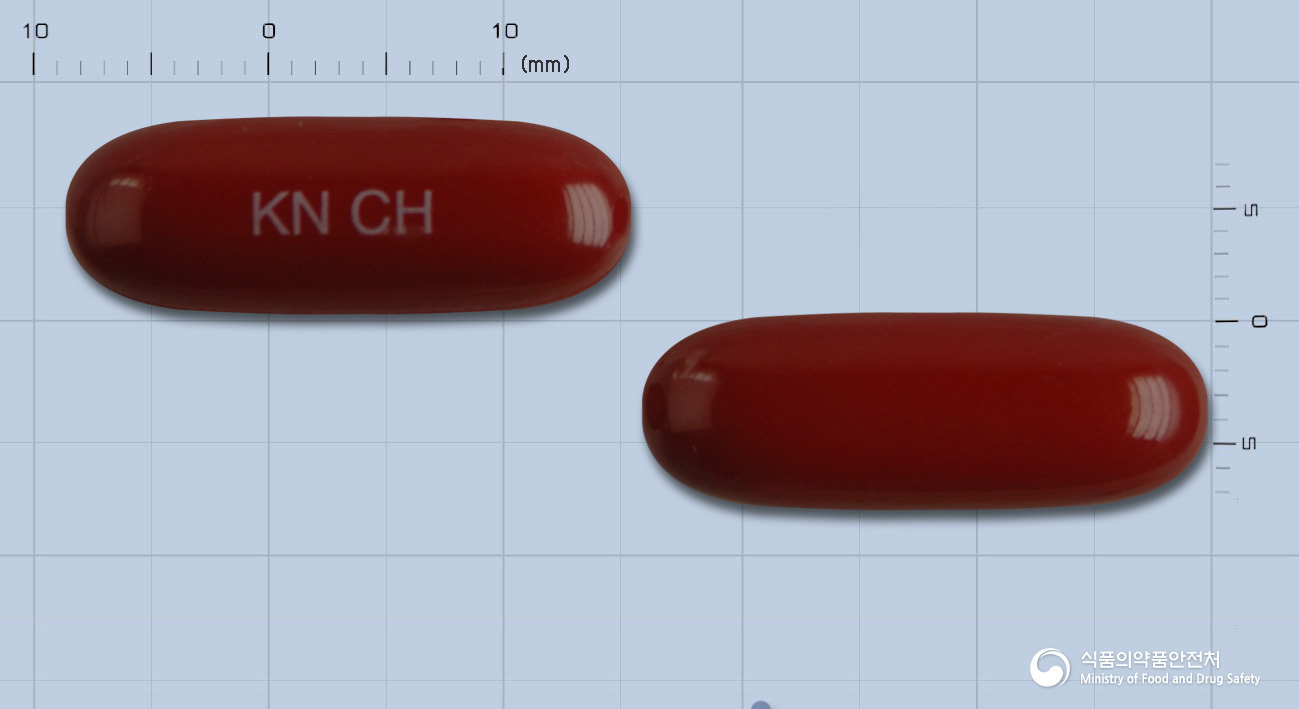 10 0 10
(mm)
KN CH
5
0
5
식품의약품안전처
Ministry of Food and Drug Safety